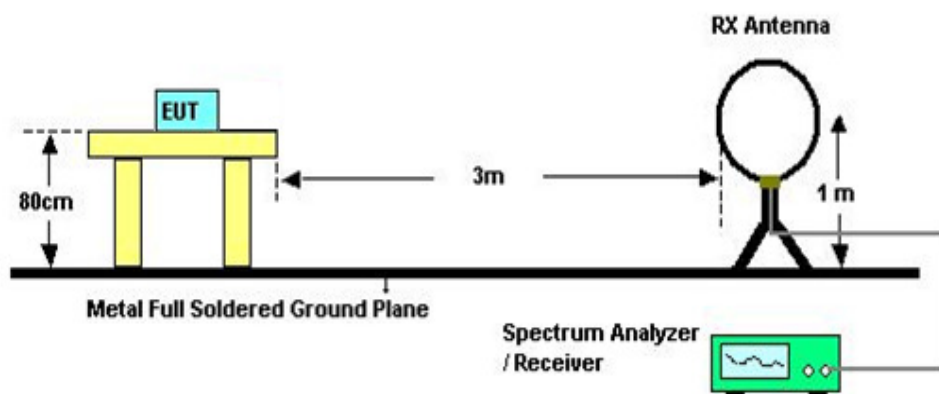 RX Antenna
EUT
80cm
3m
1 m
Metal Full Soldered Ground Plane
Spectrum Analyzer
/ Receiver